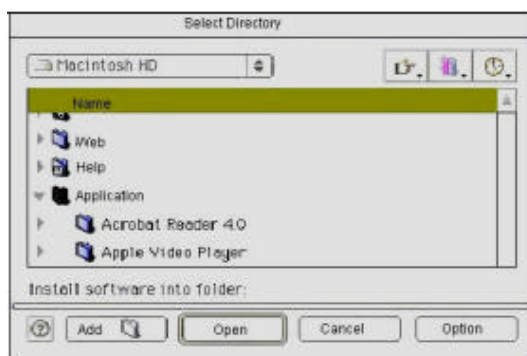 Select Directory
Macintosh HD
Name
Web
Help
Application
Acrobat Reader 4.0
Apple Video Player
Install software into folder:
? Add Open Cancel Option